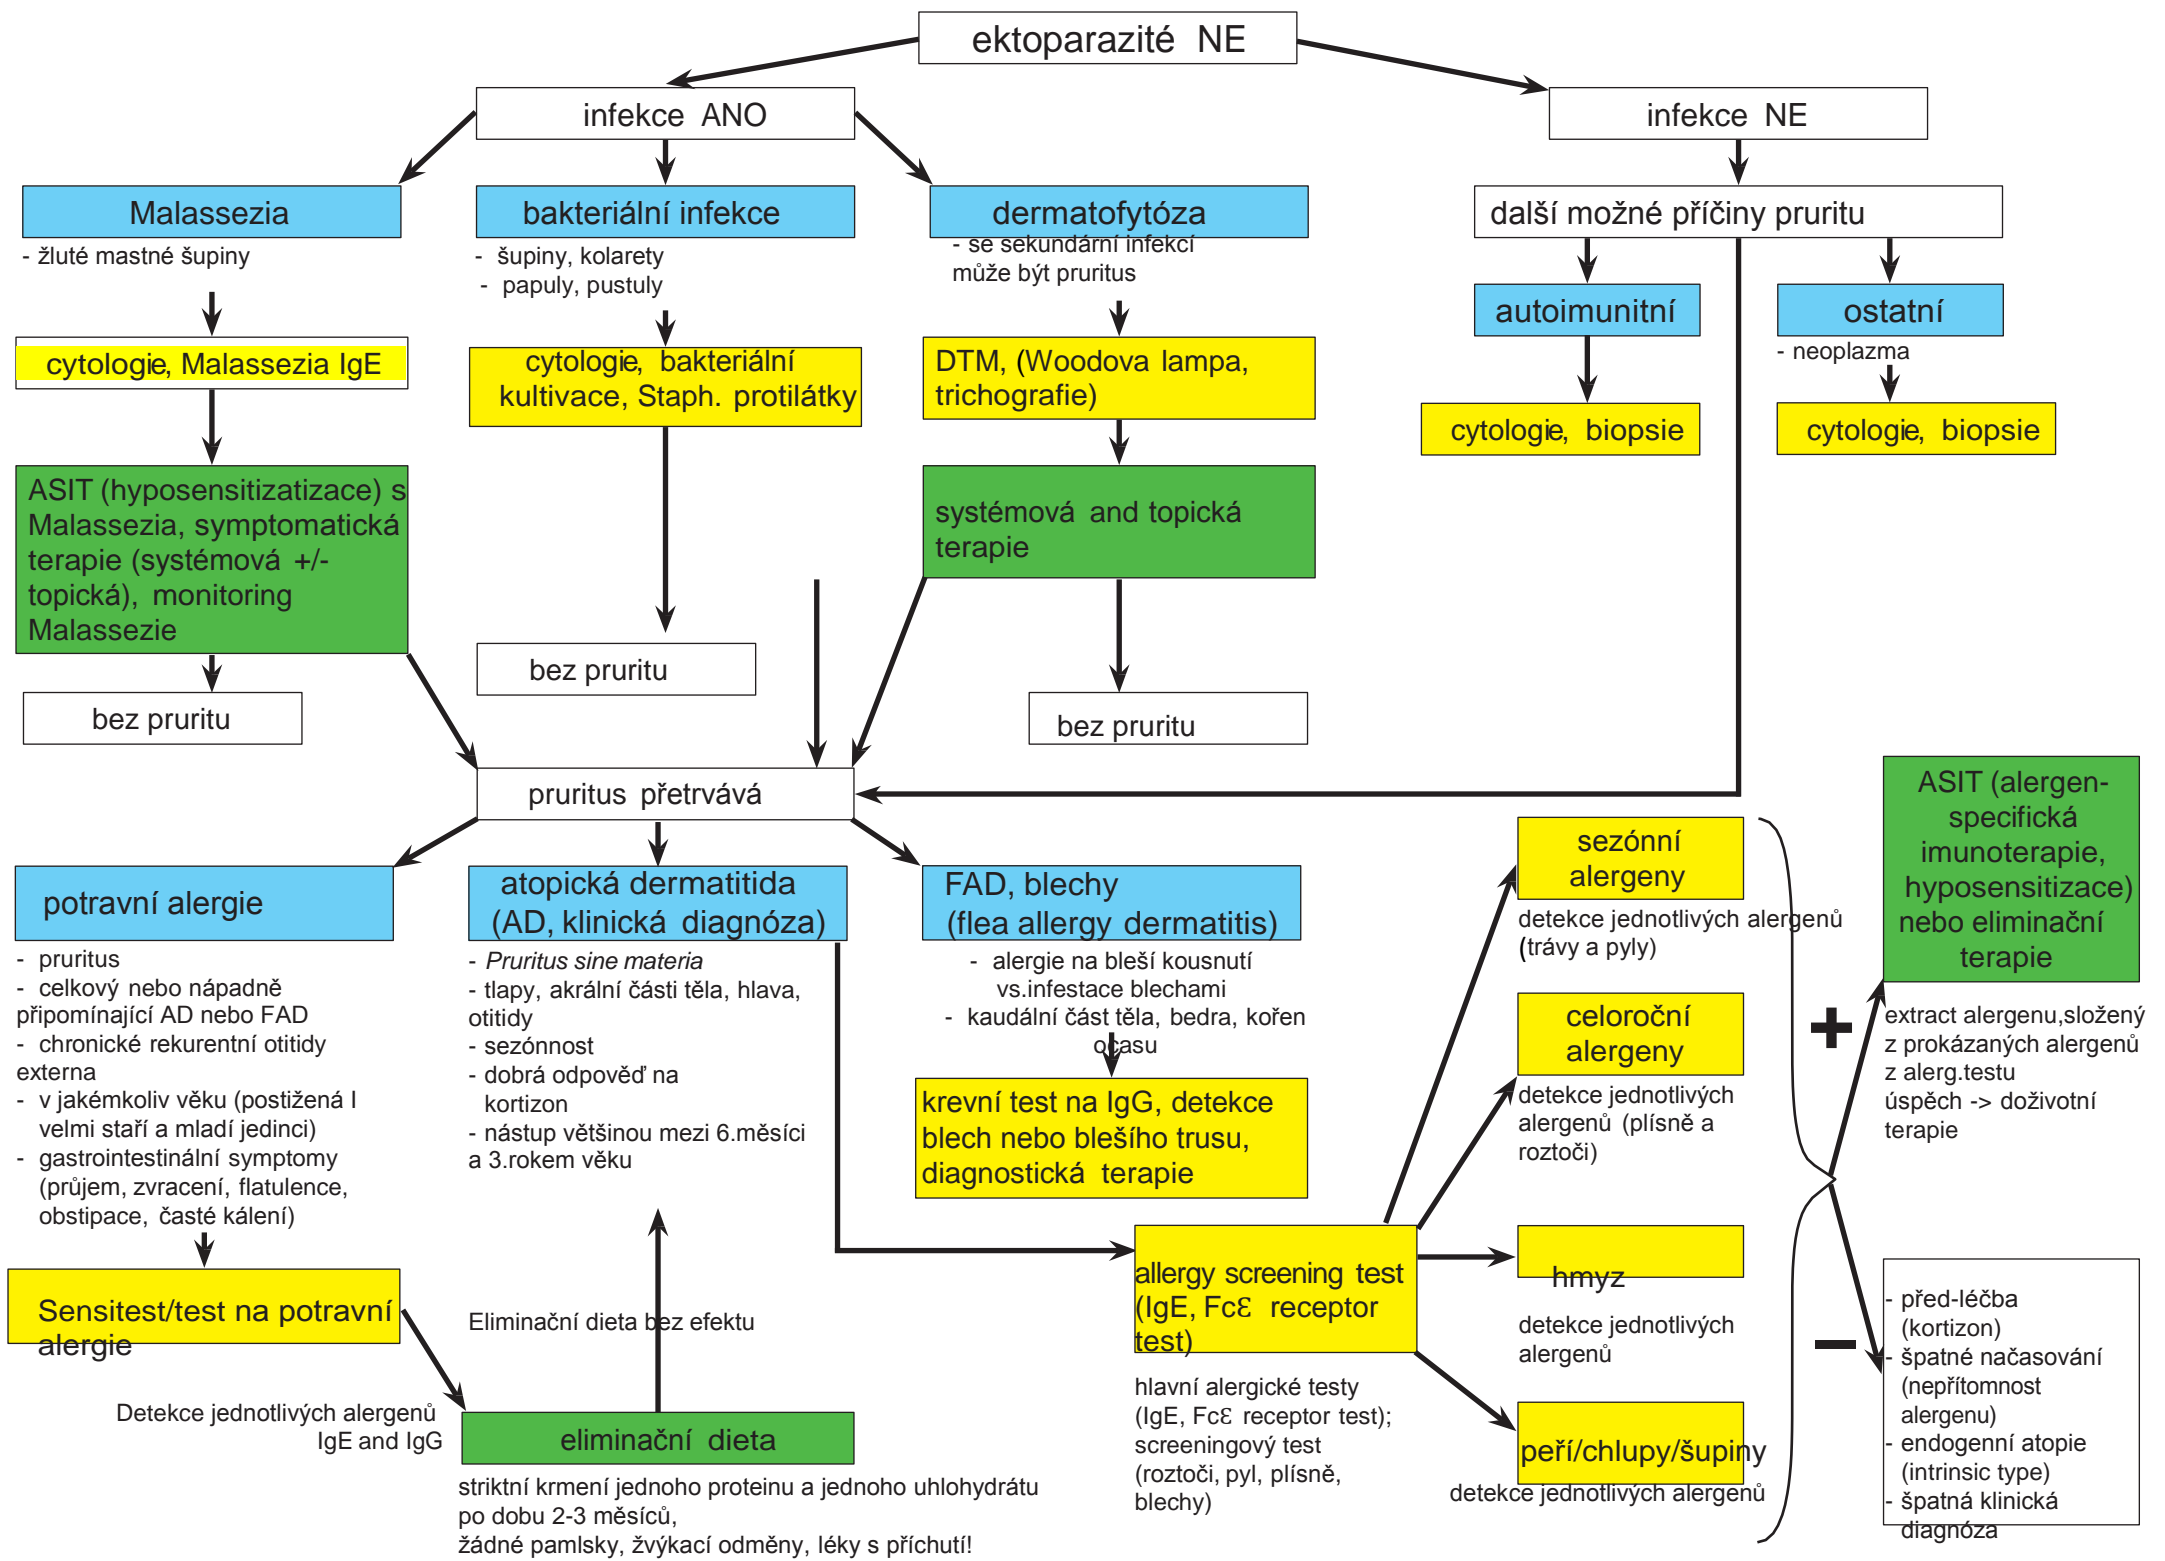 ektoparazité NE
infekce ANO
infekce NE
Malassezia
- žluté mastné šupiny
bakteriální infekce
- šupiny, kolarety
- papuly, pustuly
dermatofytóza
- se sekundární infekcí
může být pruritus
další možné příčiny pruritu
autoimunitní
ostatní
- neoplazma
cytologie, Malassezia IgE
cytologie, bakteriální
kultivace, Staph. protilátky
DTM, (Woodova lampa,
trichografie)
cytologie, biopsie
cytologie, biopsie
ASIT (hyposensitizatizace) s
Malassezia, symptomatická
terapie (systémová +/-
topická), monitoring
Malassezie
systémová and topická
terapie
bez pruritu
bez pruritu
bez pruritu
pruritus přetrvává
potravní alergie
- pruritus
- celkový nebo nápadně
připomínající AD nebo FAD
- chronické rekurentní otitidy
externa
- v jakémkoliv věku (postižená I
velmi staří a mladí jedinci)
- gastrointestinální symptomy
(průjem, zvracení, flatulence,
obstipace, časté kálení)
Sensitest/test na potravní
alergie
Detekce jednotlivých alergenů
IgE and IgG
atopická dermatitida
(AD, klinická diagnóza)
- Pruritus sine materia
- tlapy, akrální části těla, hlava,
otitidy
- sezónnost
- dobrá odpověď na
kortizon
- nástup většinou mezi 6.měsíci
a 3.rokem věku
Eliminační dieta bez efektu
eliminační dieta
striktní krmení jednoho proteinu a jednoho uhlohydrátu
po dobu 2-3 měsíců,
žádné pamlsky, žvýkací odměny, léky s příchutí!
FAD, blechy
(flea allergy dermatitis)
- alergie na bleší kousnutí
vs.infestace blechami
- kaudální část těla, bedra, kořen
ocasu
krevní test na IgG, detekce
blech nebo blešího trusu,
diagnostická terapie
allergy screening test
(IgE, Fcε receptor
test)
hlavní alergické testy
(IgE, Fcε receptor test);
screeningový test
(roztoči, pyl, plísně,
blechy)
sezónní
alergeny
detekce jednotlivých alergenů
(trávy a pyly)
celoroční
alergeny
detekce jednotlivých
alergenů (plísně a
roztoči)
hmyz
detekce jednotlivých
alergenů
peří/chlupy/šupiny
detekce jednotlivých alergenů
+
−
ASIT (alergen-
specifická
imunoterapie,
hyposensitizace)
nebo eliminační
terapie
extract alergenu,složený
z prokázaných alergenů
z alerg.testu
úspěch -> doživotní
terapie
- před-léčba
(kortizon)
- špatné načasování
(nepřítomnost
alergenu)
- endogenní atopie
(intrinsic type)
- špatná klinická
diagnóza